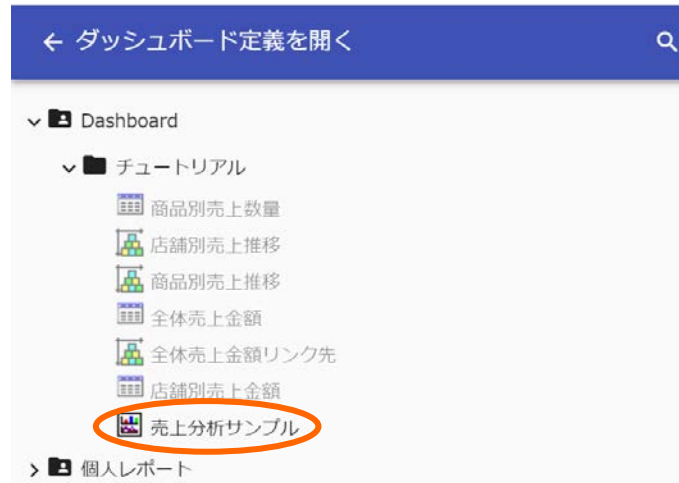 ダッシュボード定義を開く
Dashboard
チュートリアル
商品別売上数量
店舗別売上推移
商品別売上推移
全体売上金額
全体売上金額リンク先
店舗別売上金額
売上分析サンプル
個人レポート